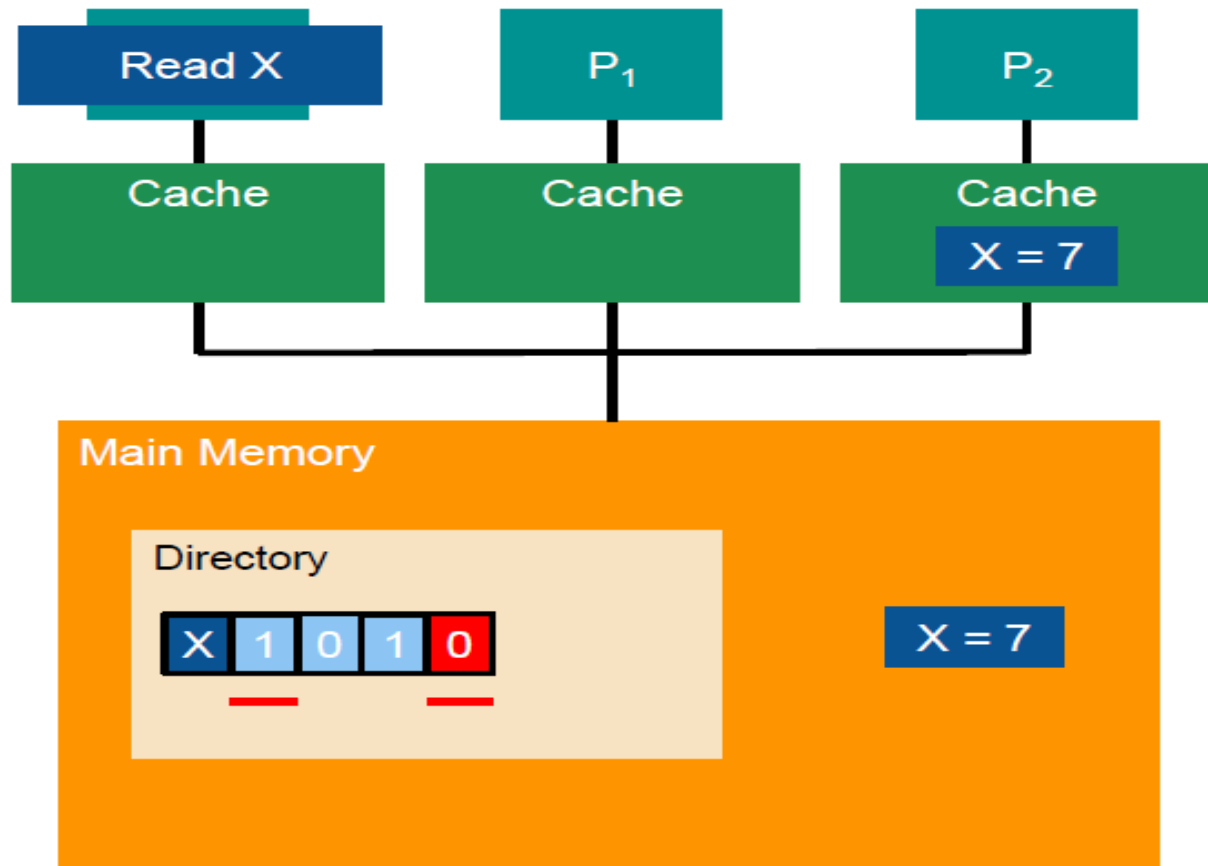 Read X
P₁
P₂
Cache
Cache
Cache
X = 7
Main Memory
Directory
X 1 0 1 0
X = 7